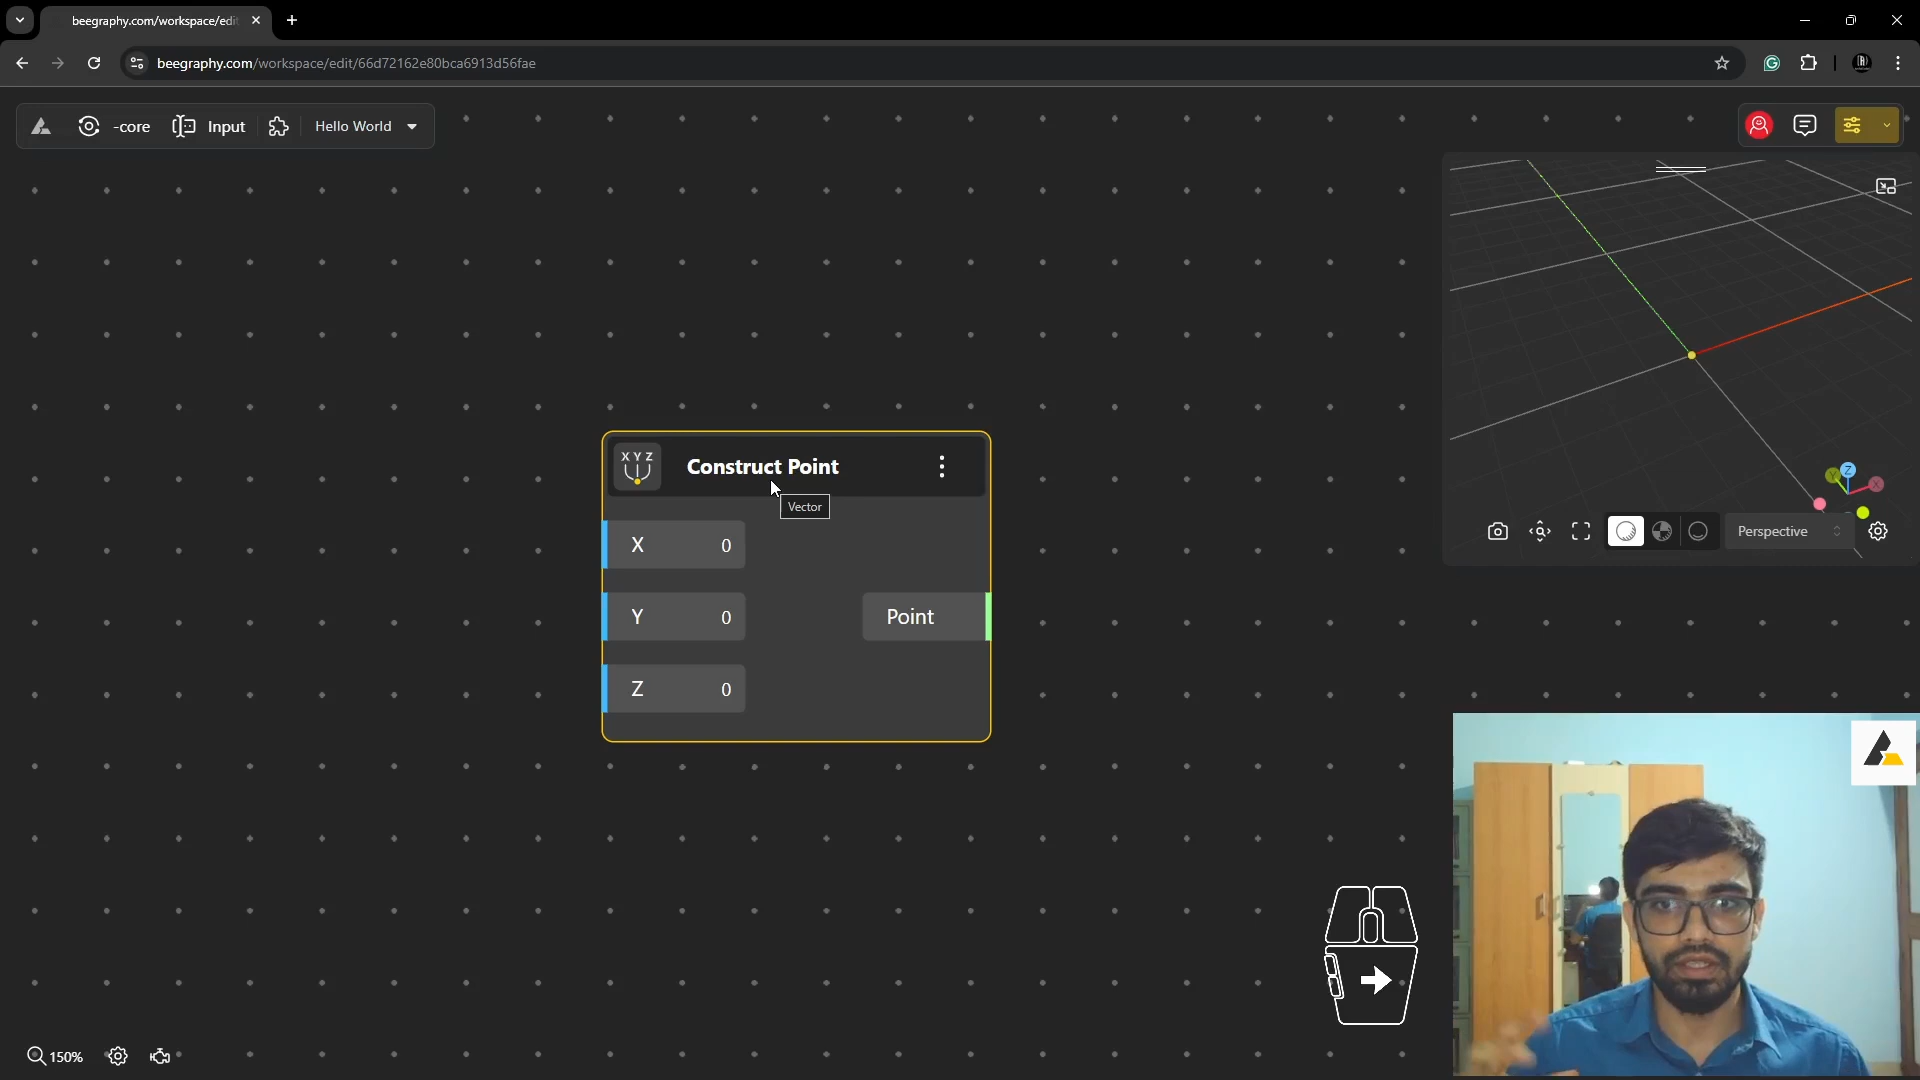 beegraphy.com/workspace/edit
beegraphy.com/workspace/edit/66d72162e80bca6913d56fae
-core
Input
Hello World
X Y Z
Construct Point
Vector
X 0
Y 0
Point
Z 0
Y
Z
X
Perspective
150%